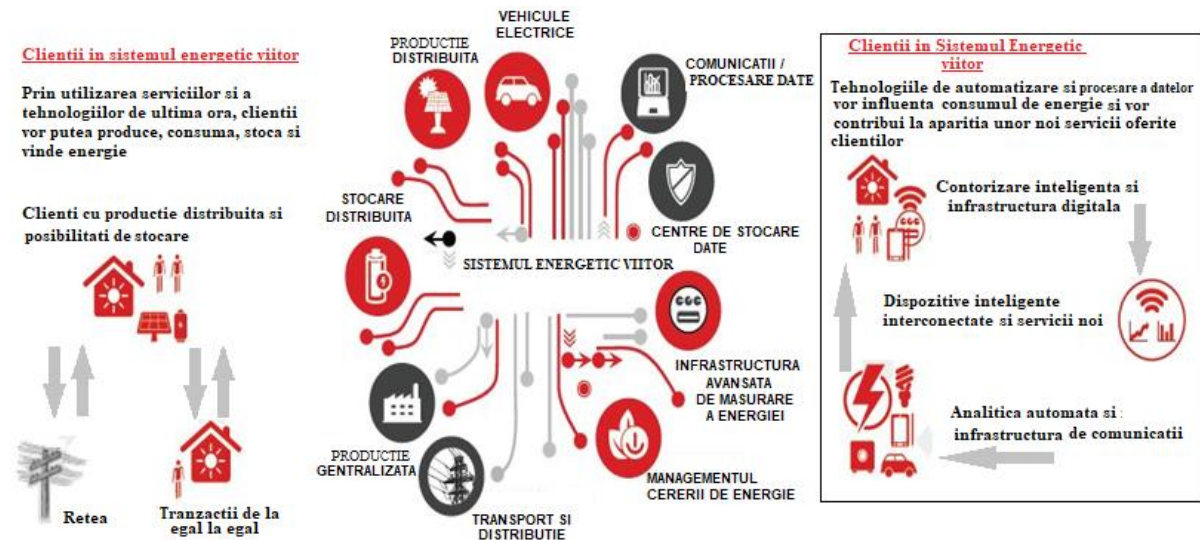 Clientii in sistemul energetic viitor
Prin utilizarea serviciilor si a
tehnologiilor de ultima ora, clientii
vor putea produce, consuma, stoca si
vinde energie
Clienti cu productie distribuita si
posibilitati de stocare
Retea
Tranzactii de la
egal la egal
VEHICULE
ELECTRICE
PRODUCTIE
DISTRIBUITA
COMUNICATII /
PROCESARE DATE
STOCARE
DISTRIBUITA
CENTRE DE STOCARE
DATE
SISTEMUL ENERGETIC VIITOR
INFRASTRUCTURA
AVANSATA
DE MASURARE
A ENERGIEI
PRODUCTIE
GENTRALIZATA
MANAGEMENTUL
CERERII DE ENERGIE
TRANSPORT SI
DISTRIBUTIE
Clientii in Sistemul Energetic
viitor
Tehnologiile de automatizare si procesare a datelor
vor influenta consumul de energie si vor
contribui la aparitia unor noi servicii oferite
clientilor
Contorizare inteligenta si
infrastructura digitala
Dispozitive inteligente
interconectate si servicii noi
Analitica automata si :
infrastructura de comunicatii